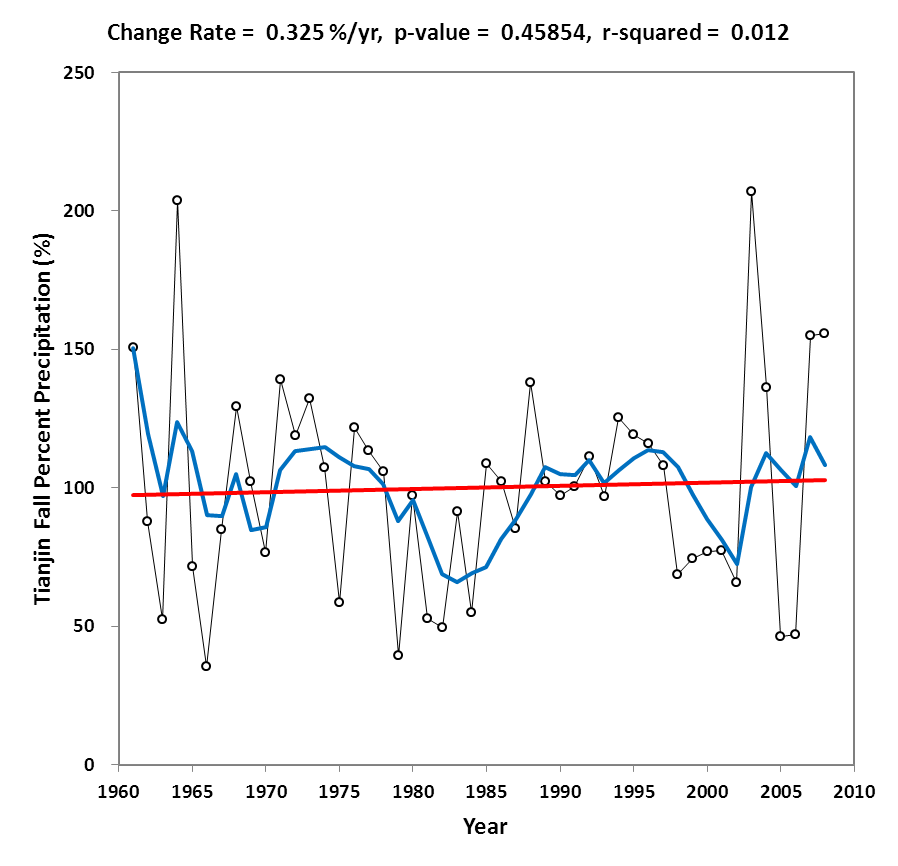 Change Rate = 0.325 %/yr, p-value = 0.45854, r-squared = 0.012
250
200
150
100
50
0
Tianjin Fall Percent Precipitation (%)
1960 1965 1970 1975 1980 1985 1990 1995 2000 2005 2010
Year